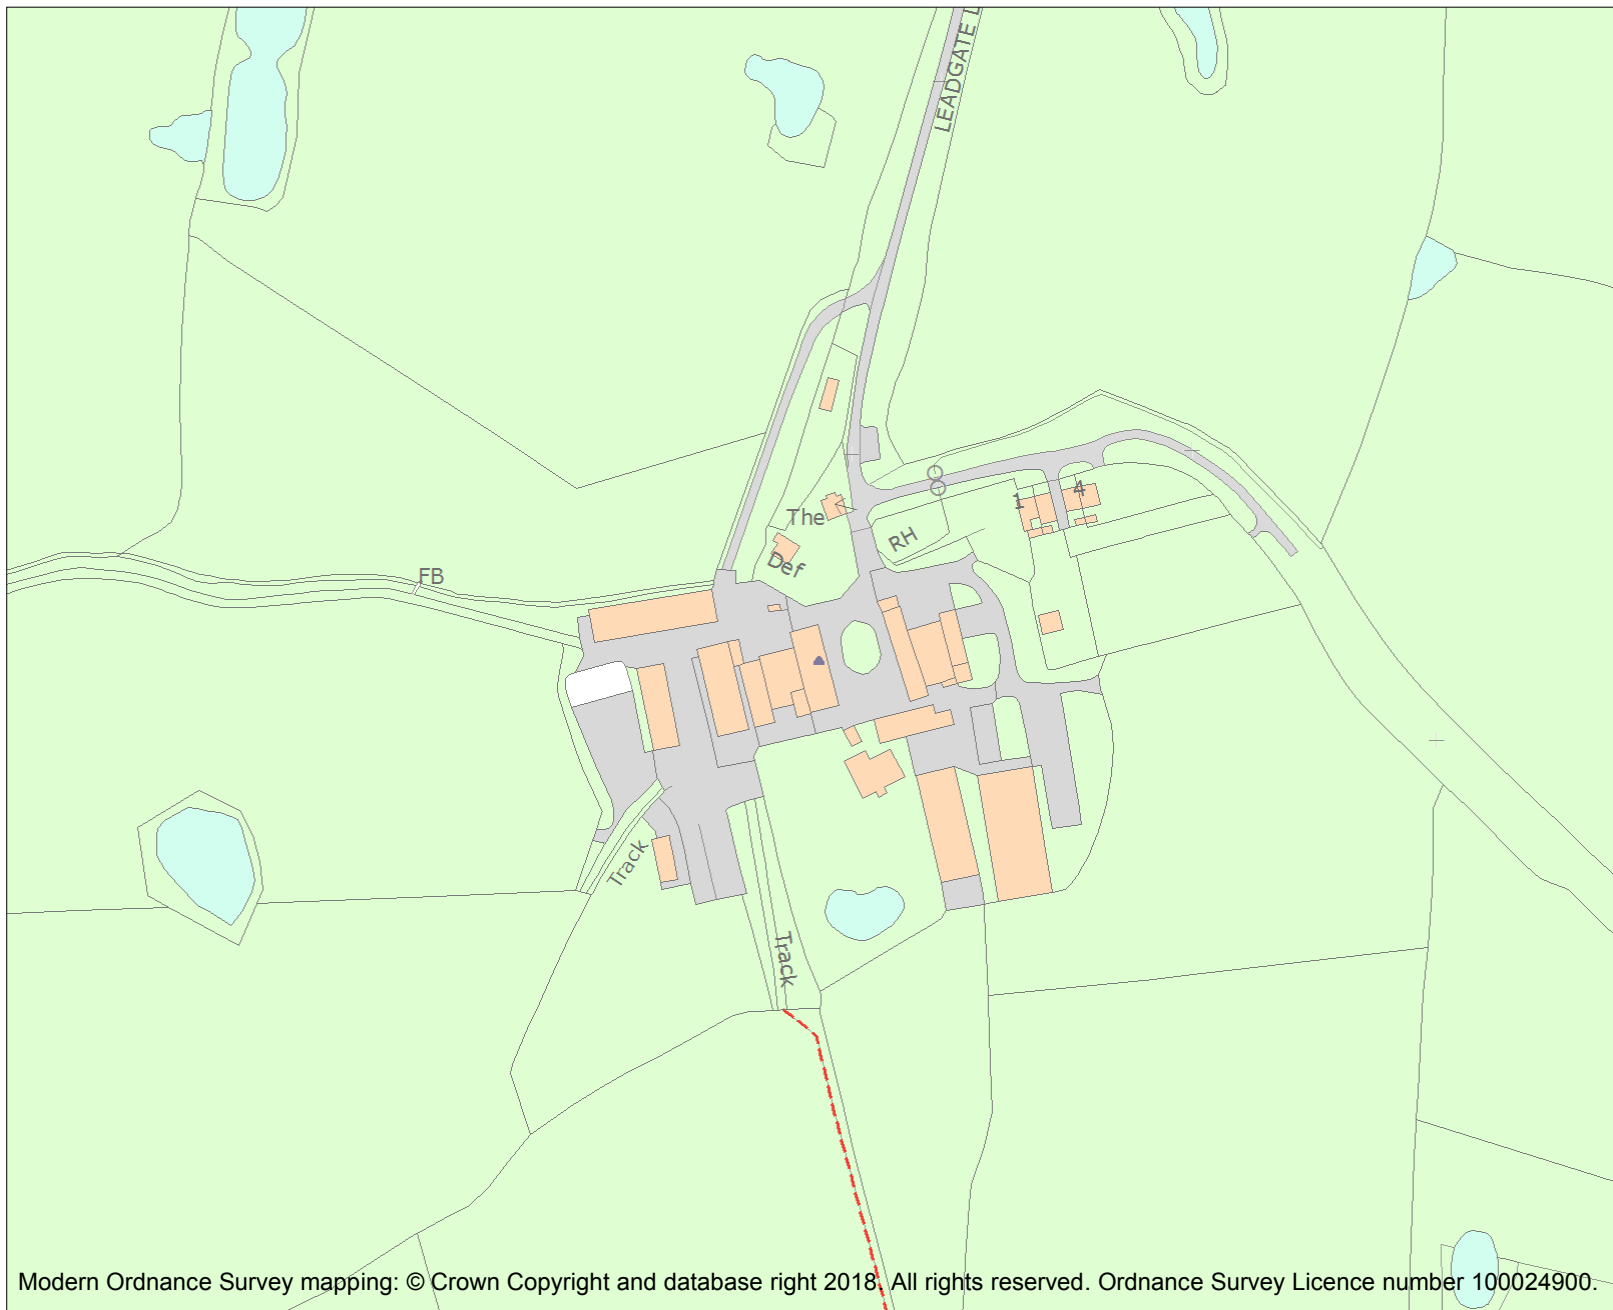 LEADGATE L
1
4
The
RH
Def
FB
Track
Track
Modern Ordnance Survey mapping: © Crown Copyright and database right 2018. All rights reserved. Ordnance Survey Licence number 100024900.